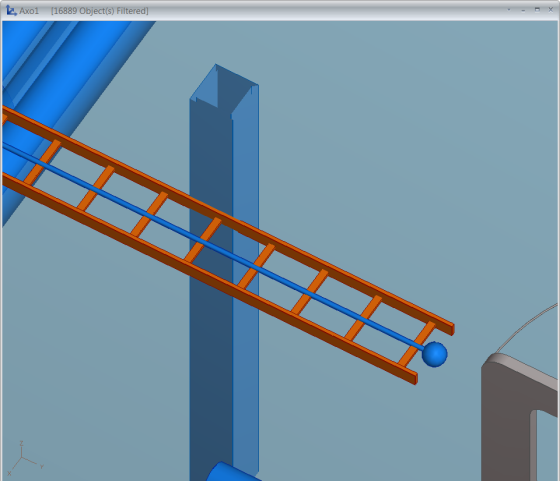 Axo1 [16889 Object(s) Filtered]
Z
Y
X